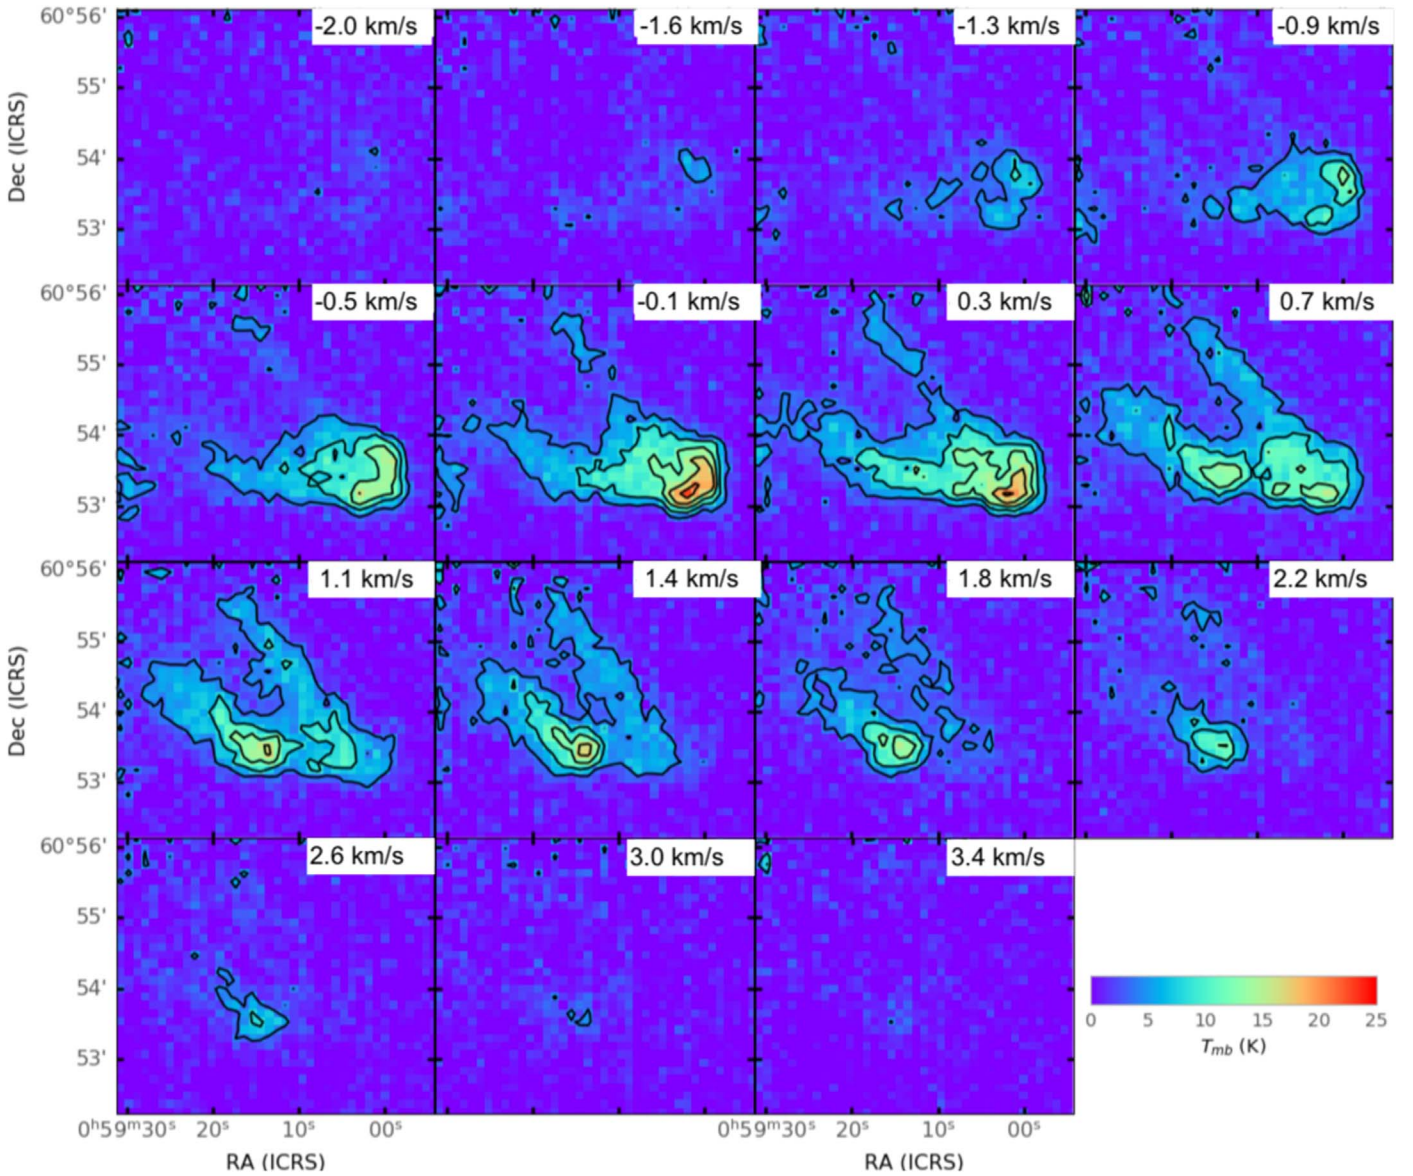 60°56' -2.0 km/s -1.6 km/s -1.3 km/s -0.9 km/s
55'
Dec (ICRS)
54'
53'
60°56' -0.5 km/s -0.1 km/s 0.3 km/s 0.7 km/s
55'
54'
53'
60°56' 1.1 km/s 1.4 km/s 1.8 km/s 2.2 km/s
55'
Dec (ICRS)
54'
53'
60°56' 2.6 km/s 3.0 km/s 3.4 km/s
55'
54'
53'
0 5 10 15 20 25
Tmb (K)
0h59m30s 20s 10s 00s 0h59m30s 20s 10s 00s
RA (ICRS) RA (ICRS)